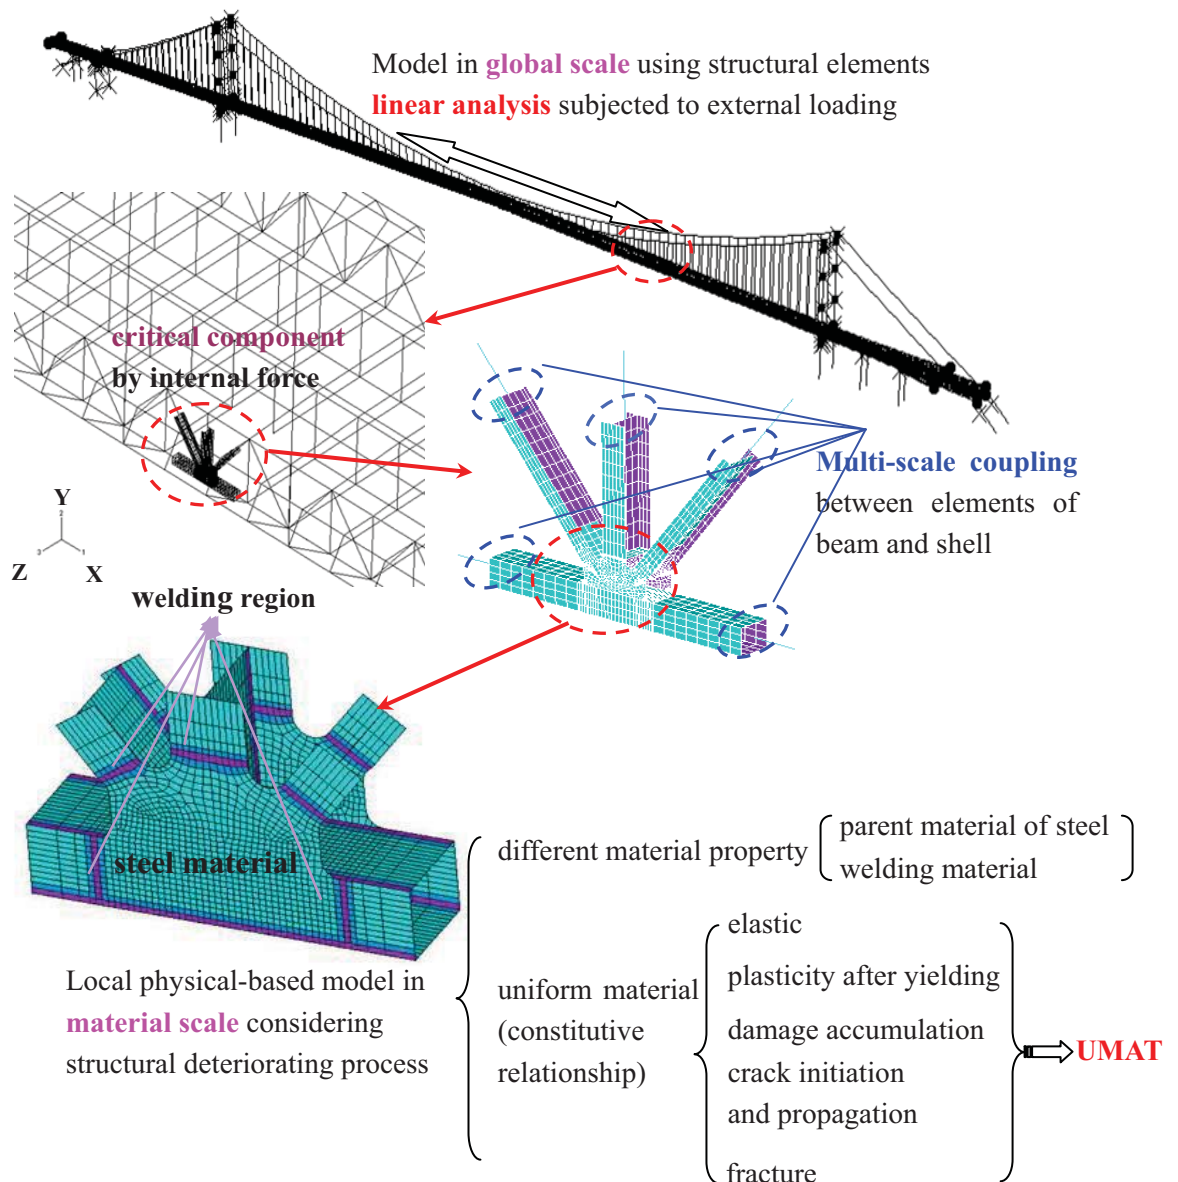 Model in global scale using structural elements
linear analysis subjected to external loading
critical component
by internal force
Y
2
3
1
Z
X
Multi-scale coupling
between elements of
beam and shell
welding region
steel material
different material property
parent material of steel
welding material
Local physical-based model in
material scale considering
structural deteriorating process
uniform material
(constitutive
relationship)
elastic
plasticity after yielding
damage accumulation
crack initiation
and propagation
fracture
UMAT